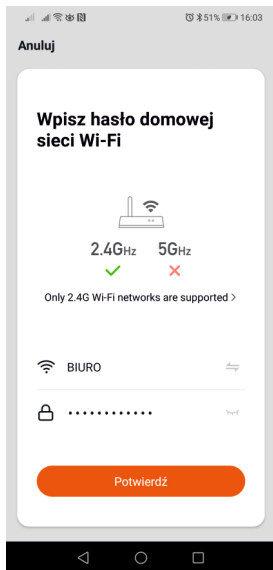 51% 16:03
Anuluj
Wpisz hasło domowej
sieci Wi-Fi
2.4GHz 5GHz
Only 2.4G Wi-Fi networks are supported >
BIURO
............
Potwierdź